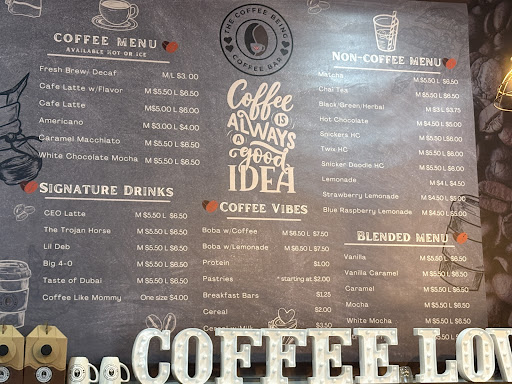 THE COFFEE BEING
COFFEE BAR
COFFEE MENU
AVAILABLE HOT OR ICE
Fresh Brew/ Decaf M/L $3.00
Cafe Latte w/Flavor M $5.50 L $6.50
Cafe Latte M$5.00 L $6.00
Americano M $3.00 L $4.00
Caramel Macchiato M $5.50 L $6.50
White Chocolate Mocha M $5.50 L $6.50
SIGNATURE DRINKS
CEO Latte M $5.50 L $6.50
The Trojan Horse M $5.50 L $6.50
Lil Deb M $5.50 L $6.50
Big 4-0 M $5.50 L $6.50
Taste of Dubai M $5.50 L $6.50
Coffee Like Mommy One size $4.00
Coffee
IS
ALWAYS
a good
IDEA
COFFEE VIBES
Boba w/Coffee M $6.50 L $7.50
Boba w/Lemonade M $6.50 L $7.50
Protein $1.00
Pastries *starting at $2.00
Breakfast Bars $1.25
Cereal $2.00
$3.50
NON-COFFEE MENU
Matcha M $5.50 L $6.50
Chai Tea M $5.50 L $6.50
Black/Green/Herbal M $3 L $3.75
Hot Chocolate M $4.50 L $5.00
Snickers HC M $5.50 L$6.00
Twix HC M $5.50 L$6.00
Snicker Doodle HC M $5.50 L $6.00
Lemonade M $4 L $4.50
Strawberry Lemonade M $4.50 L $5.00
Blue Raspberry Lemonade M $4.50 L $5.00
BLENDED MENU
Vanilla M $5.50 L $6.50
Vanilla Caramel M $5.50 L $6.50
Caramel M $5.50 L $6.50
Mocha M $5.50 L $6.50
White Mocha M $5.50 L $6.50
COFFEE LOV